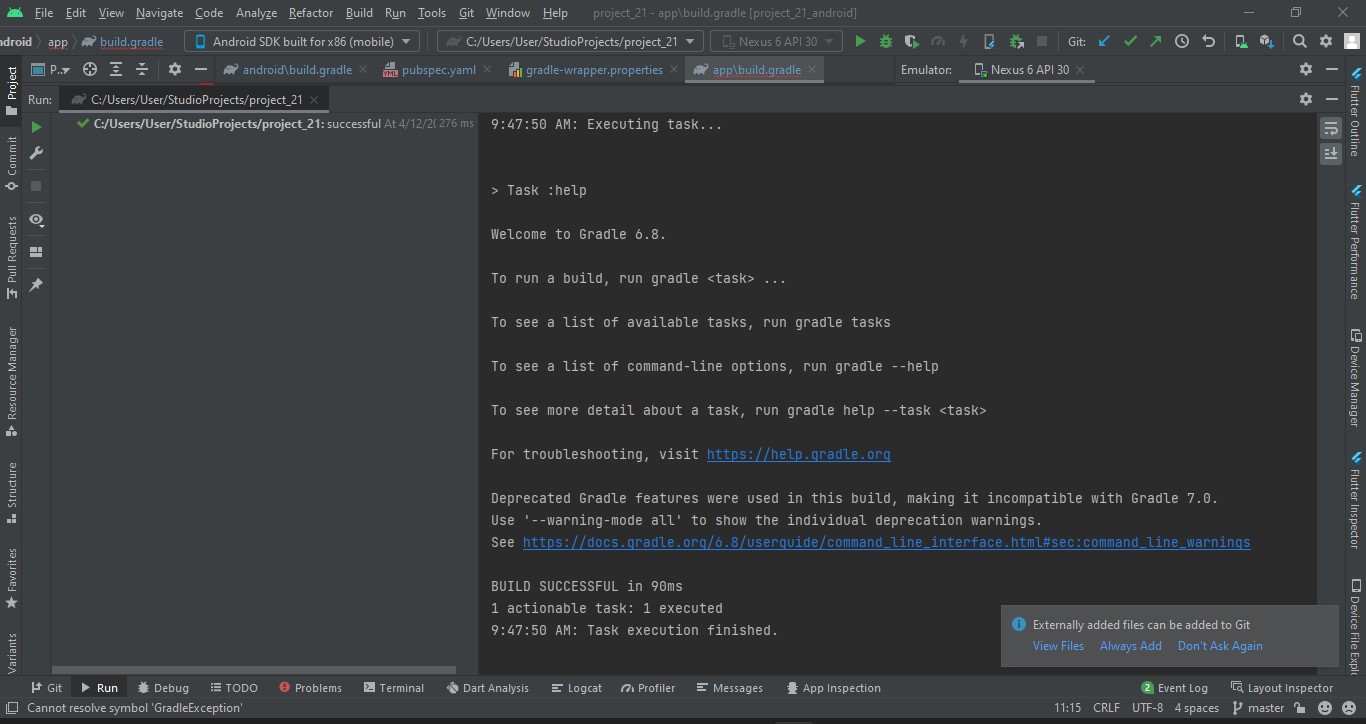 File Edit View Navigate Code Analyze Refactor Build Run Tools Git Window Help project_21 - app\build.gradle [project_21_android]
ndroid app build.gradle Android SDK built for x86 (mobile) C:/Users/User/StudioProjects/project_21 Nexus 6 API 30 Git:
P... android\build.gradle pubspec.yaml gradle-wrapper.properties app\build.gradle Emulator: Nexus 6 API 30
Run: C:/Users/User/StudioProjects/project_21
C:/Users/User/StudioProjects/project_21: successful At 4/12/2( 276 ms
9:47:50 AM: Executing task...
> Task :help
Welcome to Gradle 6.8.
To run a build, run gradle <task> ...
To see a list of available tasks, run gradle tasks
To see a list of command-line options, run gradle --help
To see more detail about a task, run gradle help --task <task>
For troubleshooting, visit https://help.gradle.org
Deprecated Gradle features were used in this build, making it incompatible with Gradle 7.0.
Use '--warning-mode all' to show the individual deprecation warnings.
See https://docs.gradle.org/6.8/userguide/command_line_interface.html#sec:command_line_warnings
BUILD SUCCESSFUL in 90ms
1 actionable task: 1 executed
9:47:50 AM: Task execution finished.
Externally added files can be added to Git
View Files Always Add Don't Ask Again
Project
Commit
Pull Requests
Resource Manager
Structure
Favorites
Variants
Flutter Outline
Flutter Performance
Device Manager
Flutter Inspector
Device File Expl
Git Run Debug TODO Problems Terminal Dart Analysis Logcat Profiler Messages App Inspection 2 Event Log Layout Inspector
Cannot resolve symbol 'GradleException' 11:15 CRLF UTF-8 4 spaces master